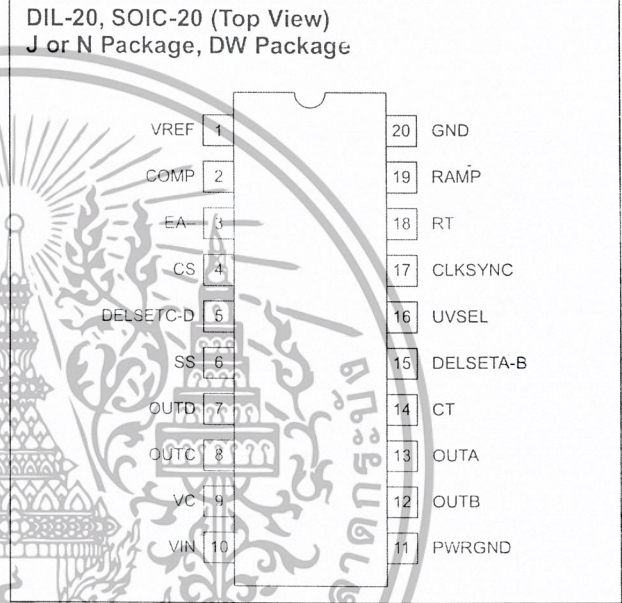 DIL-20, SOIC-20 (Top View)
J or N Package, DW Package
VREF 1
20 GND
COMP 2
19 RAMP
EA– 3
18 RT
CS 4
17 CLKSYNC
DELSETC-D 5
16 UVSEL
SS 6
15 DELSETA-B
OUTD 7
14 CT
OUTC 8
13 OUTA
VC 9
12 OUTB
VIN 10
11 PWRGND